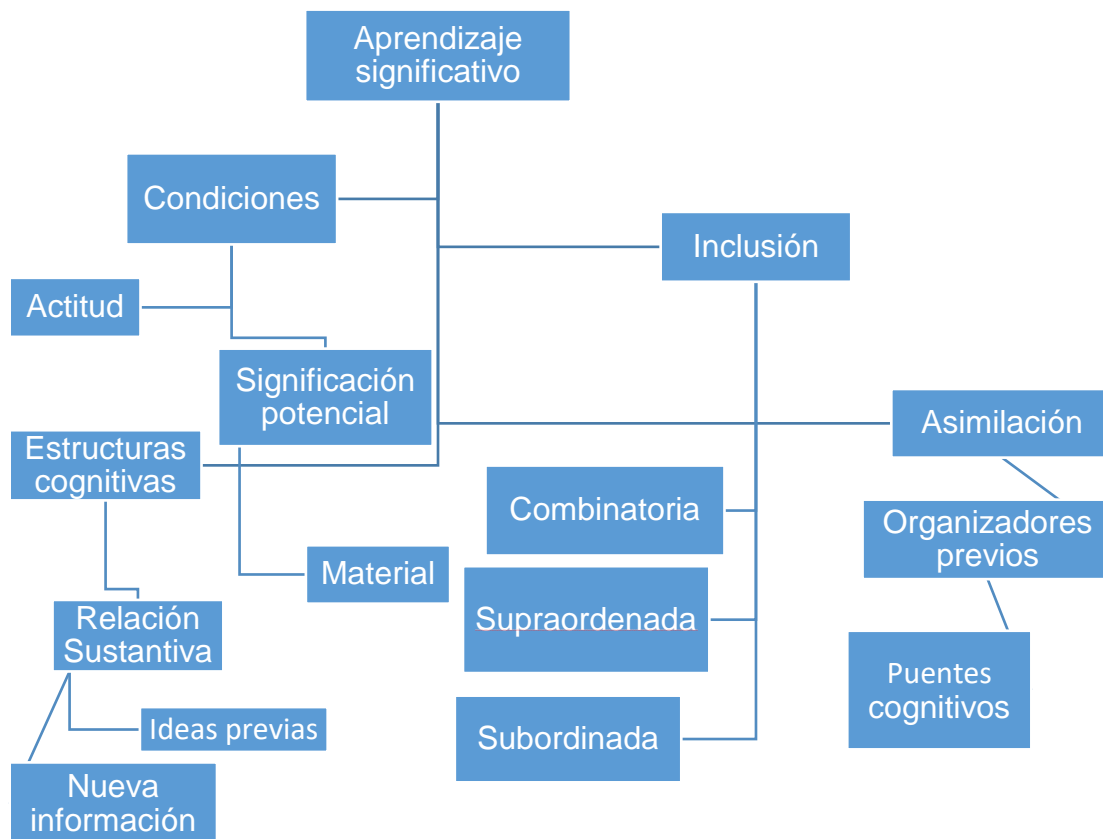 Aprendizaje
significativo
Condiciones
Inclusión
Actitud
Significación
potencial
Asimilación
Estructuras
cognitivas
Combinatoria
Organizadores
previos
Material
Relación
Sustantiva
Supraordenada
Puentes
cognitivos
Ideas previas
Subordinada
Nueva
información